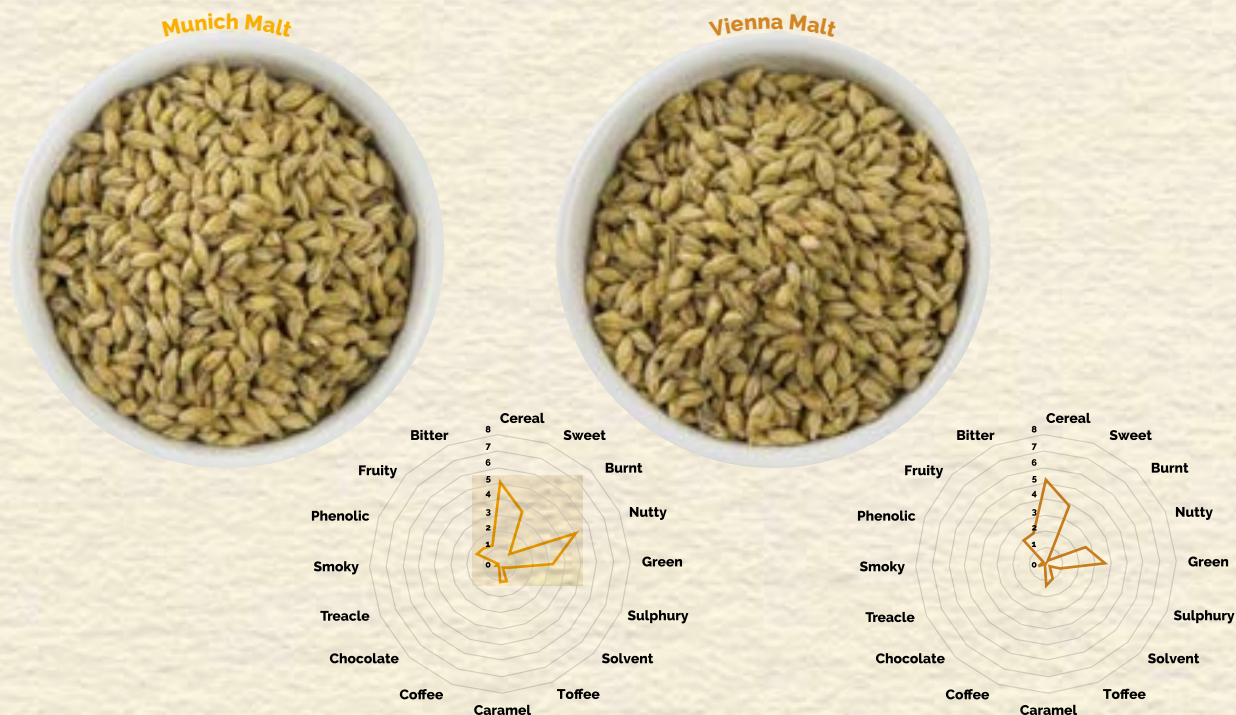 Munich Malt
Vienna Malt
Cereal
Bitter
Sweet
Fruity
Burnt
Phenolic
Nutty
Smoky
Green
Treacle
Sulphury
Chocolate
Solvent
Coffee
Toffee
Caramel
8
7
6
5
4
3
2
1
0
Cereal
Bitter
Sweet
Fruity
Burnt
Phenolic
Nutty
Smoky
Green
Treacle
Sulphury
Chocolate
Solvent
Coffee
Toffee
Caramel
8
7
6
5
4
3
2
1
0